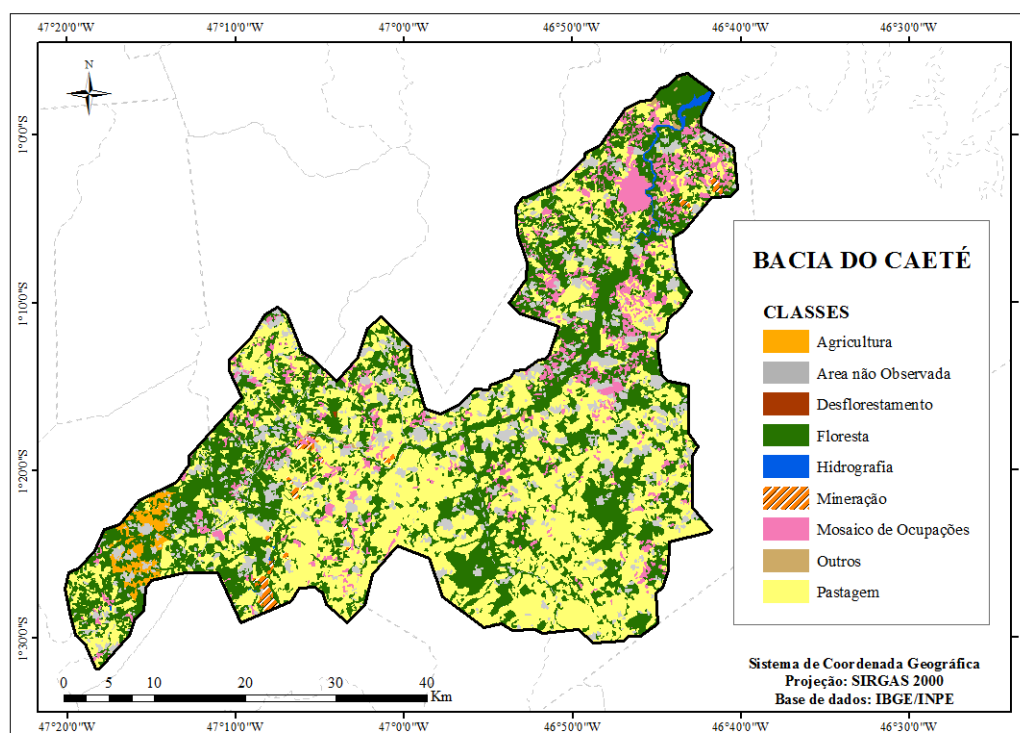 47°20'0"W 47°10'0"W 47°0'0"W 46°50'0"W 46°40'0"W 46°30'0"W
N
1°0'0"S
1°10'0"S
1°20'0"S
1°30'0"S
BACIA DO CAETÉ
CLASSES
Agricultura
Area não Observada
Desflorestamento
Floresta
Hidrografia
Mineração
Mosaico de Ocupações
Outros
Pastagem
Sistema de Coordenada Geográfica
Projeção: SIRGAS 2000
Base de dados: IBGE/INPE
0 5 10 20 30 40
Km
47°20'0"W 47°10'0"W 47°0'0"W 46°50'0"W 46°40'0"W 46°30'0"W